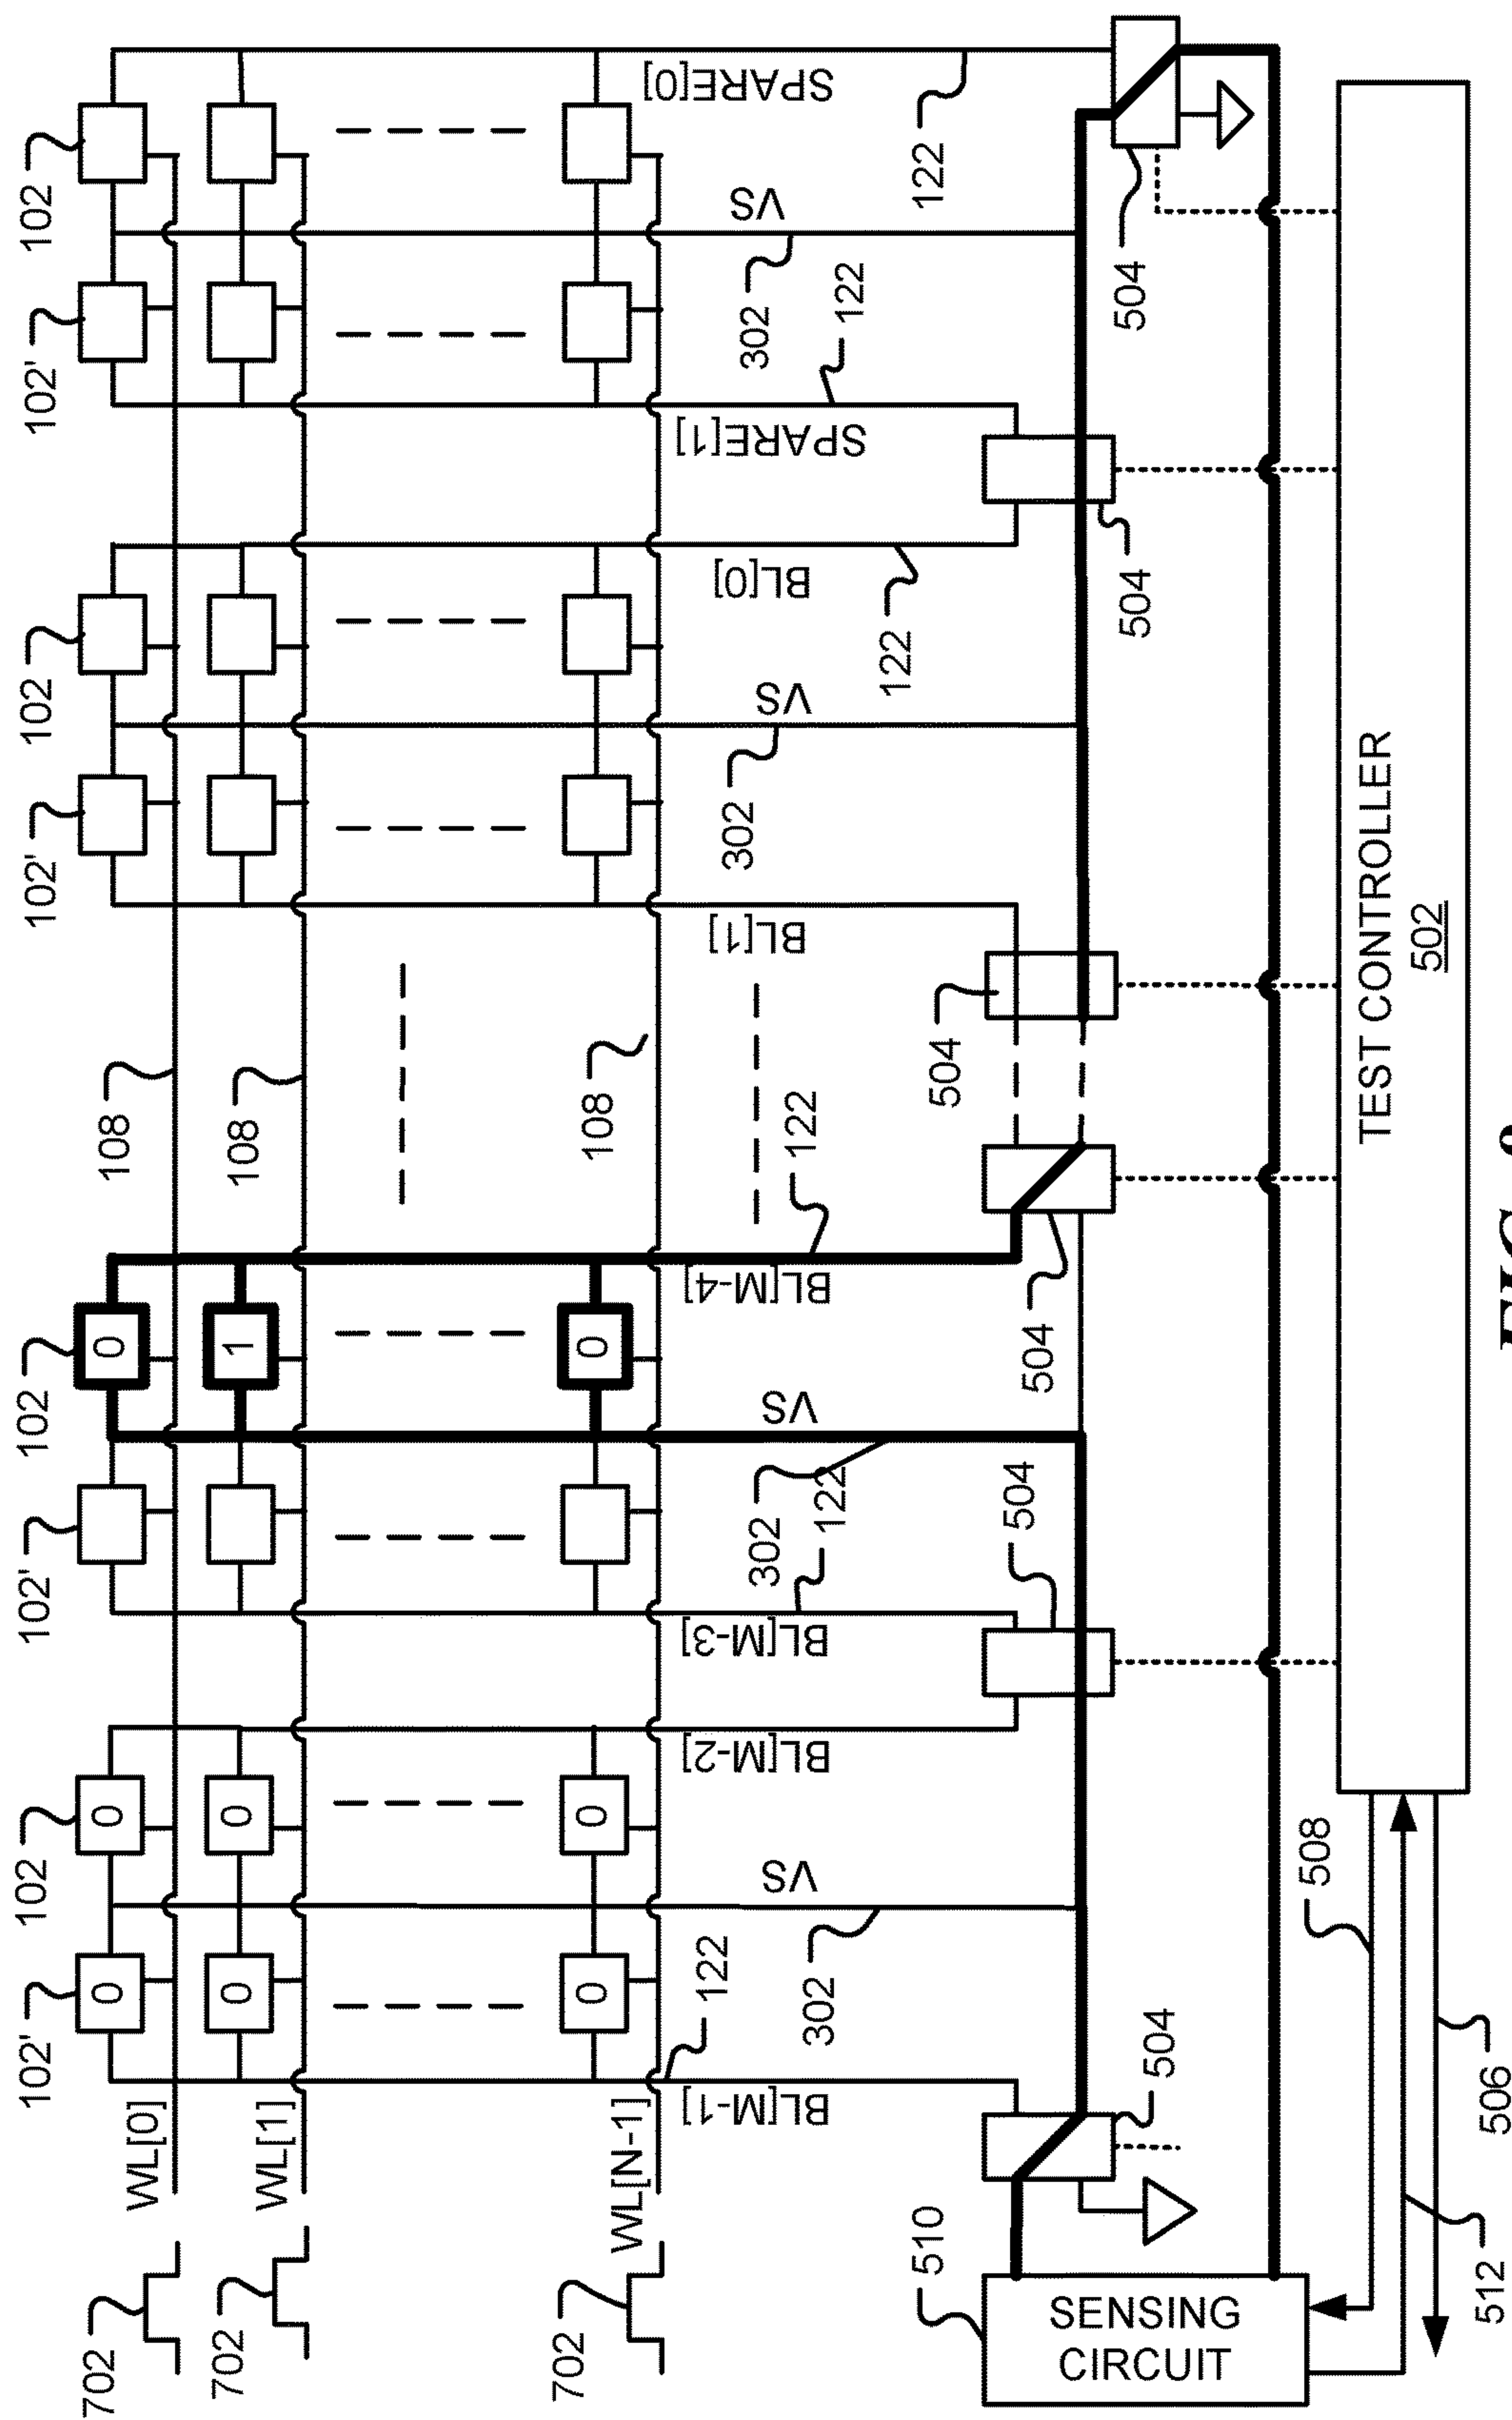 102'
102
102'
102
102'
102
102'
102
702
WL[0]
0
0
0
108
702
WL[1]
0
0
1
108
702
WL[N-1]
0
0
0
108
BL[M-1]
122
VS
302
BL[M-2]
BL[M-3]
122
VS
302
BL[M-4]
122
BL[1]
VS
302
BL[0]
122
SPARE[1]
122
VS
302
SPARE[0]
122
504
504
504
504
504
504
510
SENSING
CIRCUIT
508
512
506
TEST CONTROLLER
502
FIG.